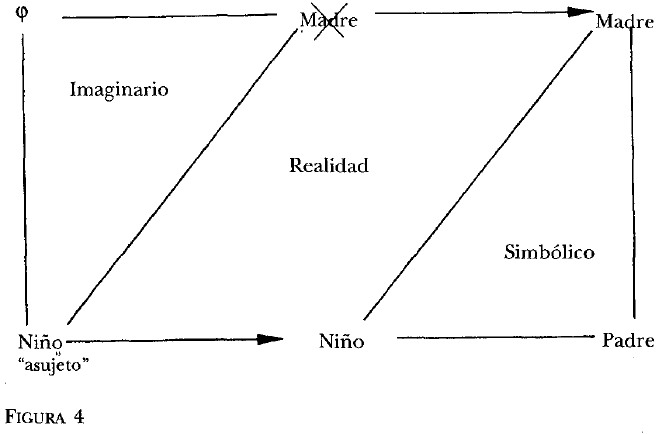 φ Madre Madre
Imaginario
Realidad
Simbólico
Niño Niño Padre
“asujeto”
FIGURA 4